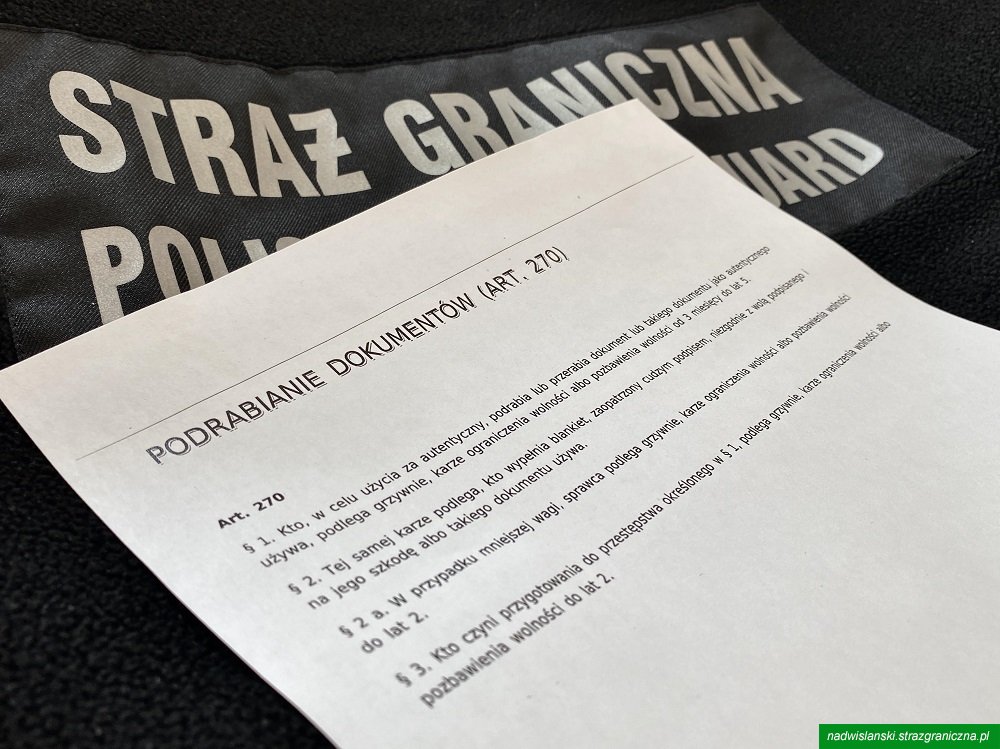 STRAŻ GRANICZNA
PODRABIANIE DOKUMENTÓW (ART. 270)
Art. 270
§ 1. Kto, w celu użycia za autentyczny, podrabia lub przerabia dokument lub takiego dokumentu jako autentycznego
używa, podlega grzywnie, karze ograniczenia wolności albo pozbawienia wolności od 3 miesięcy do lat 5.
§ 2. Tej samej karze podlega, kto wypełnia blankiet, zaopatrzony cudzym podpisem, niezgodnie z wolą podpisanego i
na jego szkodę albo takiego dokumentu używa.
§ 2 a. W przypadku mniejszej wagi, sprawca podlega grzywnie, karze ograniczenia wolności albo pozbawienia wolności
do lat 2.
§ 3. Kto czyni przygotowania do przestępstwa określonego w § 1, podlega grzywnie, karze ograniczenia wolności albo
pozbawienia wolności do lat 2.
nadwislanski.strazgraniczna.pl